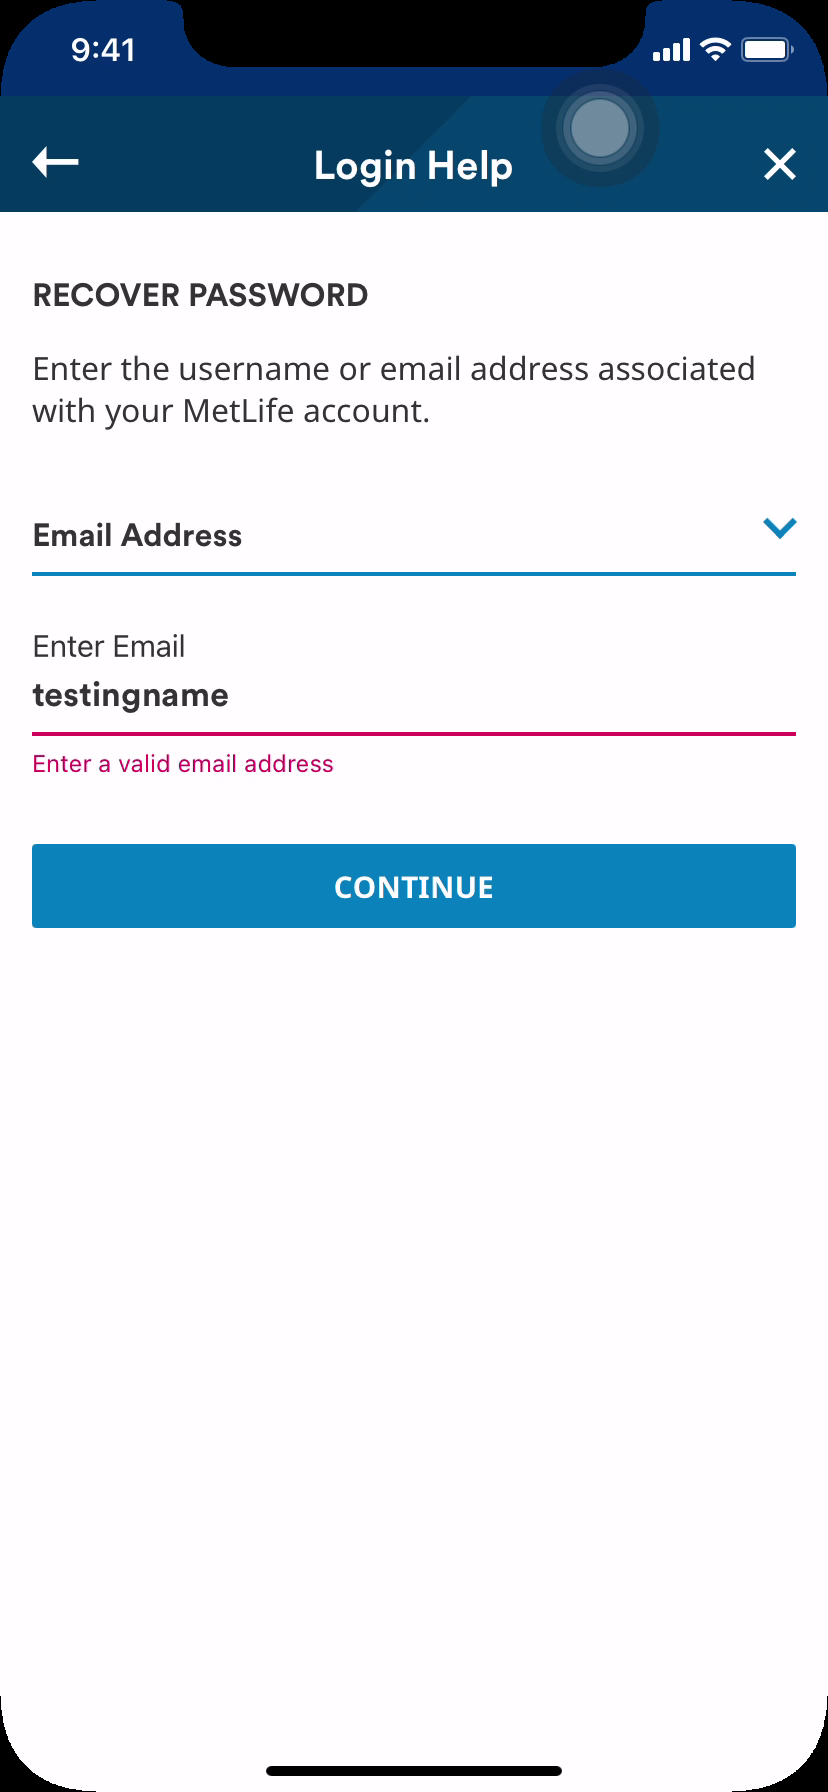 9:41
Login Help
RECOVER PASSWORD
Enter the username or email address associated
with your MetLife account.
Email Address
Enter Email
testingname
Enter a valid email address
CONTINUE